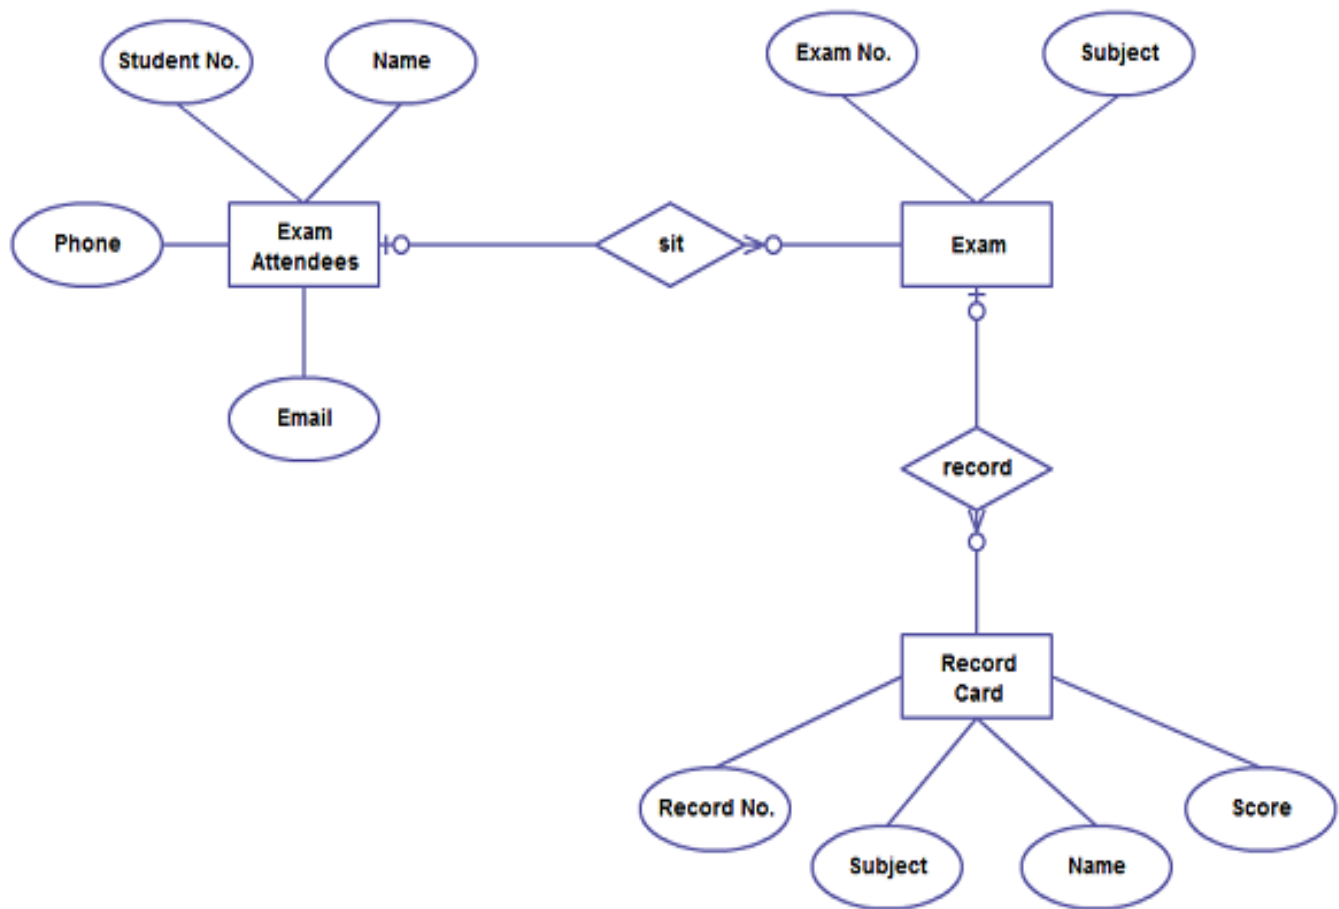 Student No.
Name
Exam No.
Subject
Phone
Exam
Attendees
sit
Exam
Email
record
Record
Card
Record No.
Subject
Name
Score